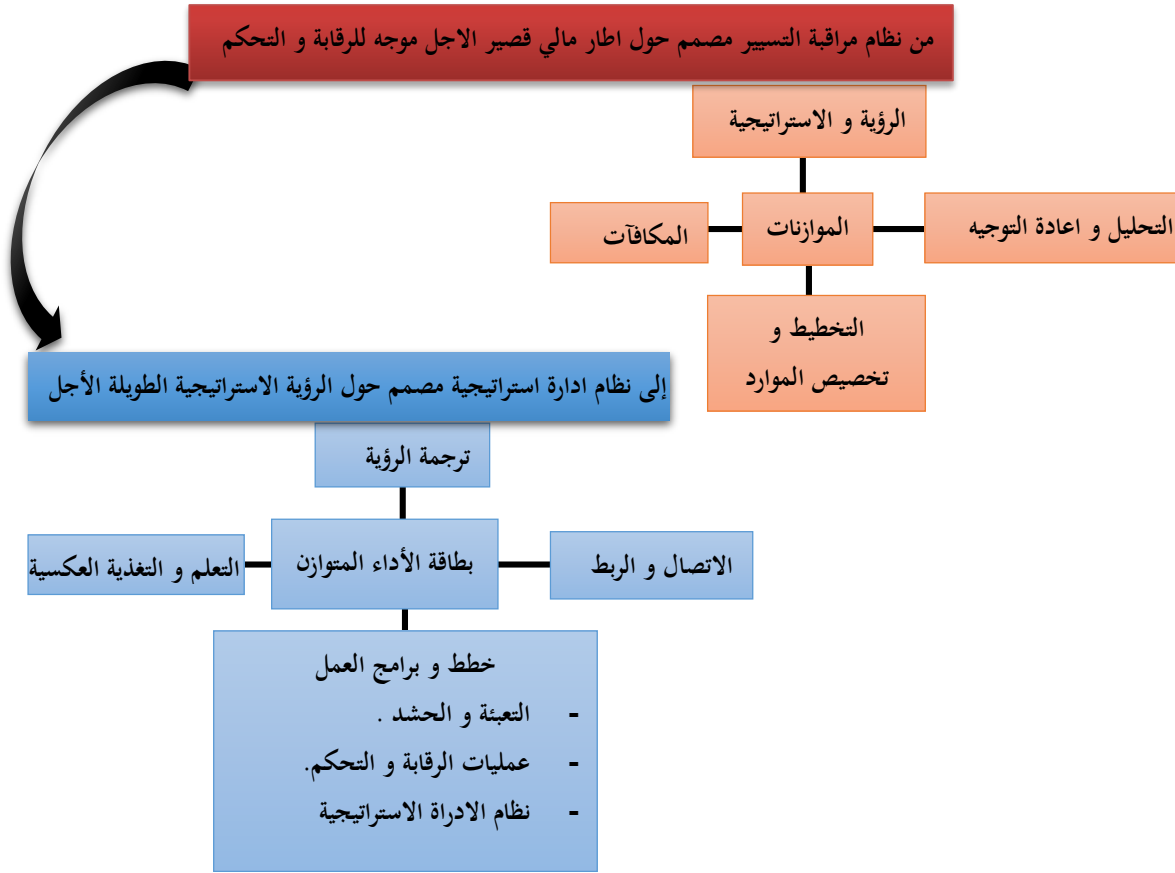 من نظام مراقبة التسيير مصمم حول اطار مالي قصير الاجل موجه للرقابة و التحكم
الرؤية و الاستراتيجية
التحليل و اعادة التوجيه
الموازنات
المكافآت
التخطيط و
تخصيص الموارد
إلى نظام ادارة استراتيجية مصمم حول الرؤية الاستراتيجية الطويلة الأجل
ترجمة الرؤية
الاتصال و الربط
بطاقة الأداء المتوازن
التعلم و التغذية العكسية
خطط و برامج العمل
- التعبئة و الحشد .
- عمليات الرقابة و التحكم.
- نظام الادراة الاستراتيجية